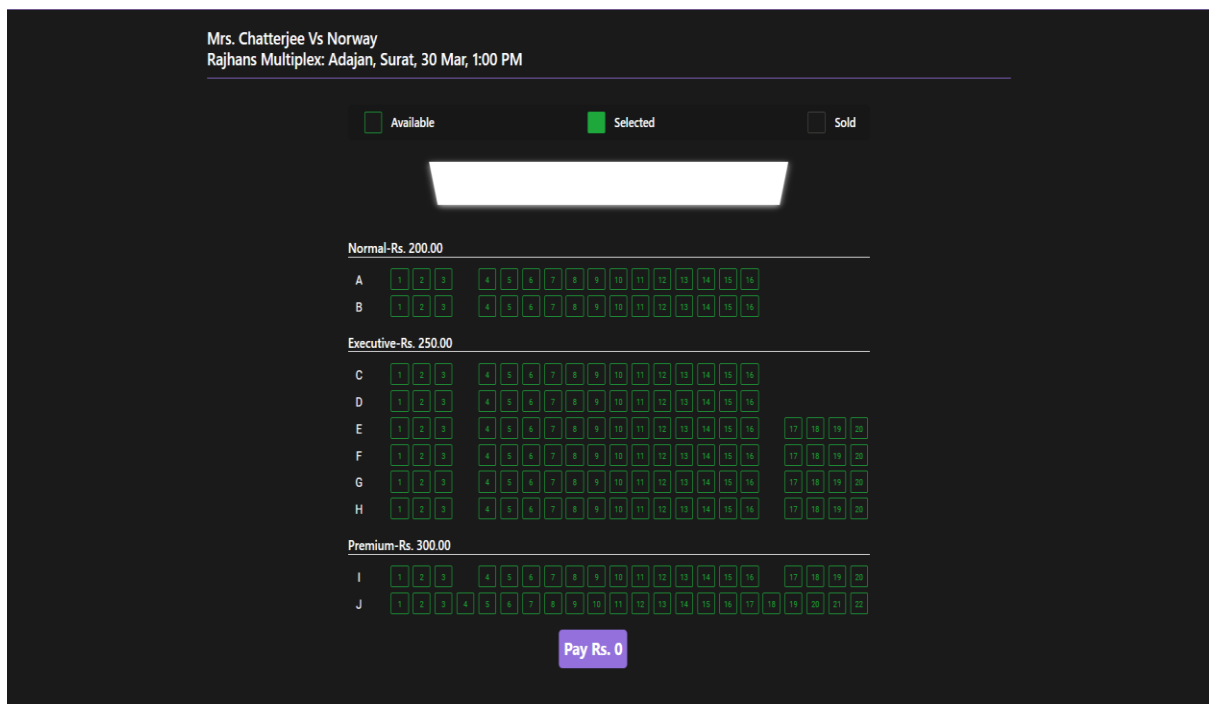 Mrs. Chatterjee Vs Norway
Rajhans Multiplex: Adajan, Surat, 30 Mar, 1:00 PM
Available Selected Sold
Normal-Rs. 200.00
A 1 2 3 4 5 6 7 8 9 10 11 12 13 14 15 16
B 1 2 3 4 5 6 7 8 9 10 11 12 13 14 15 16
Executive-Rs. 250.00
C 1 2 3 4 5 6 7 8 9 10 11 12 13 14 15 16
D 1 2 3 4 5 6 7 8 9 10 11 12 13 14 15 16
E 1 2 3 4 5 6 7 8 9 10 11 12 13 14 15 16 17 18 19 20
F 1 2 3 4 5 6 7 8 9 10 11 12 13 14 15 16 17 18 19 20
G 1 2 3 4 5 6 7 8 9 10 11 12 13 14 15 16 17 18 19 20
H 1 2 3 4 5 6 7 8 9 10 11 12 13 14 15 16 17 18 19 20
Premium-Rs. 300.00
I 1 2 3 4 5 6 7 8 9 10 11 12 13 14 15 16 17 18 19 20
J 1 2 3 4 5 6 7 8 9 10 11 12 13 14 15 16 17 18 19 20 21 22
Pay Rs. 0